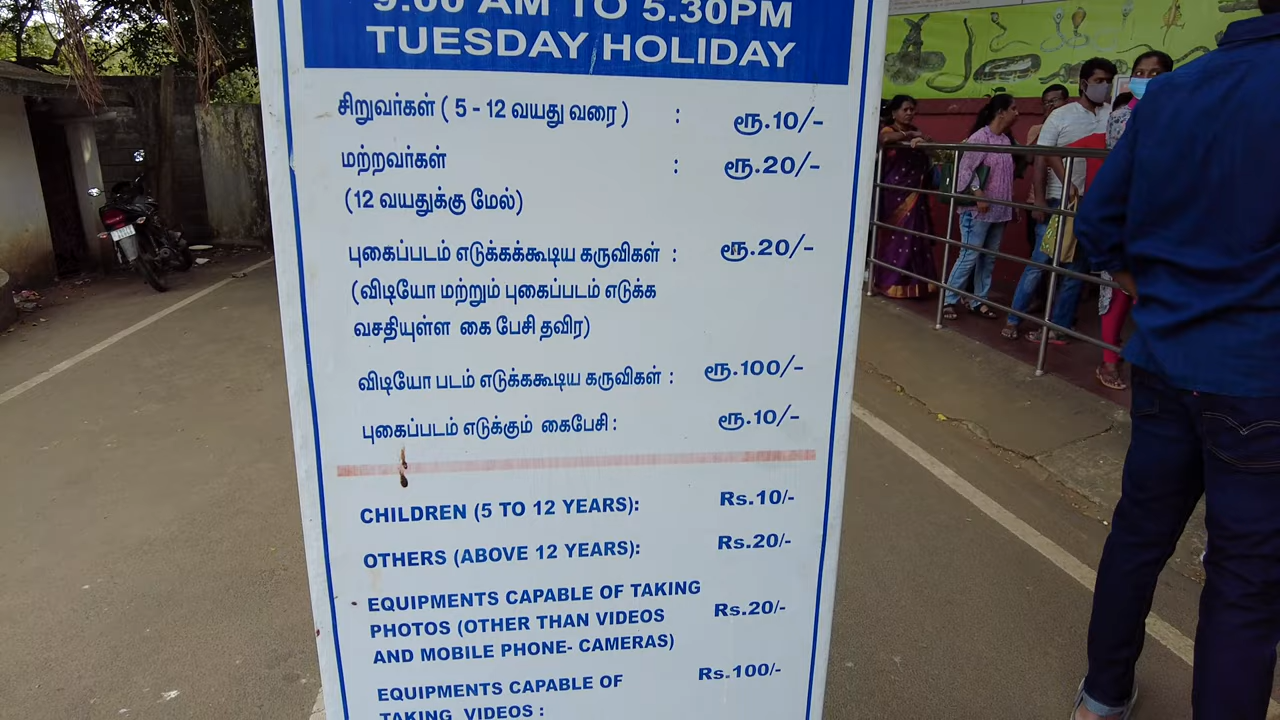 9.00 AM TO 5.30PM
TUESDAY HOLIDAY
சிறுவர்கள் ( 5 - 12 வயது வரை ) : ரூ.10/-
மற்றவர்கள் : ரூ.20/-
(12 வயதுக்கு மேல்)
புகைப்படம் எடுக்கக்கூடிய கருவிகள் : ரூ.20/-
(விடியோ மற்றும் புகைப்படம் எடுக்க
வசதியுள்ள கை பேசி தவிர)
விடியோ படம் எடுக்ககூடிய கருவிகள் : ரூ.100/-
புகைப்படம் எடுக்கும் கைபேசி : ரூ.10/-
CHILDREN (5 TO 12 YEARS): Rs.10/-
OTHERS (ABOVE 12 YEARS): Rs.20/-
EQUIPMENTS CAPABLE OF TAKING
PHOTOS (OTHER THAN VIDEOS Rs.20/-
AND MOBILE PHONE- CAMERAS)
EQUIPMENTS CAPABLE OF Rs.100/-
TAKING VIDEOS :